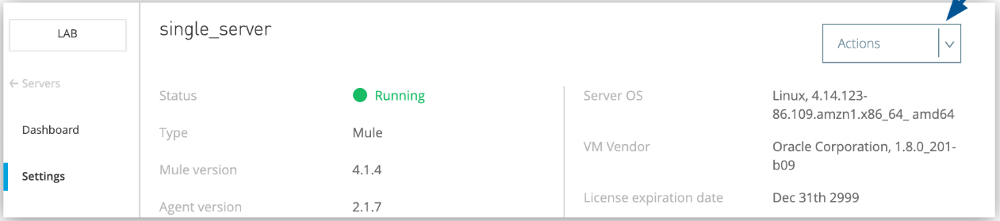 LAB
← Servers
Dashboard
Settings
single_server
Actions
Status
Running
Type
Mule
Mule version
4.1.4
Agent version
2.1.7
Server OS
Linux, 4.14.123-
86.109.amzn1.x86_64_ amd64
VM Vendor
Oracle Corporation, 1.8.0_201-
b09
License expiration date
Dec 31th 2999